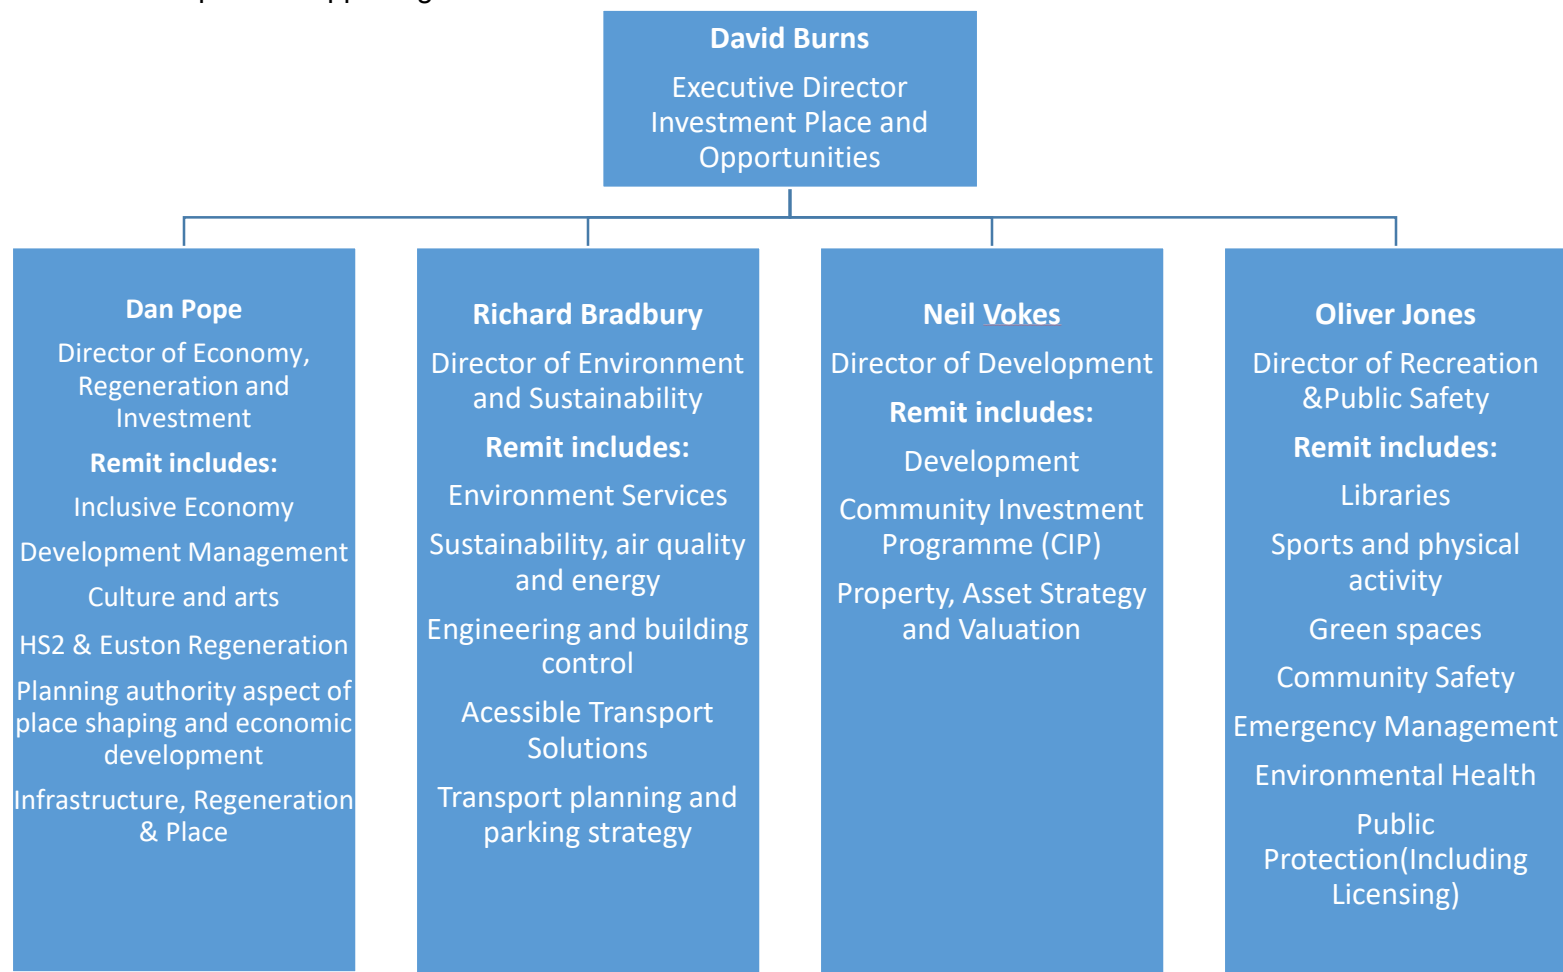 David Burns
Executive Director
Investment Place and
Opportunities
Dan Pope
Director of Economy,
Regeneration and
Investment
Remit includes:
Inclusive Economy
Development Management
Culture and arts
HS2 & Euston Regeneration
Planning authority aspect of
place shaping and economic
development
Infrastructure, Regeneration
& Place
Richard Bradbury
Director of Environment
and Sustainability
Remit includes:
Environment Services
Sustainability, air quality
and energy
Engineering and building
control
Acessible Transport
Solutions
Transport planning and
parking strategy
Neil Vokes
Director of Development
Remit includes:
Development
Community Investment
Programme (CIP)
Property, Asset Strategy
and Valuation
Oliver Jones
Director of Recreation
&Public Safety
Remit includes:
Libraries
Sports and physical
activity
Green spaces
Community Safety
Emergency Management
Environmental Health
Public
Protection(Including
Licensing)